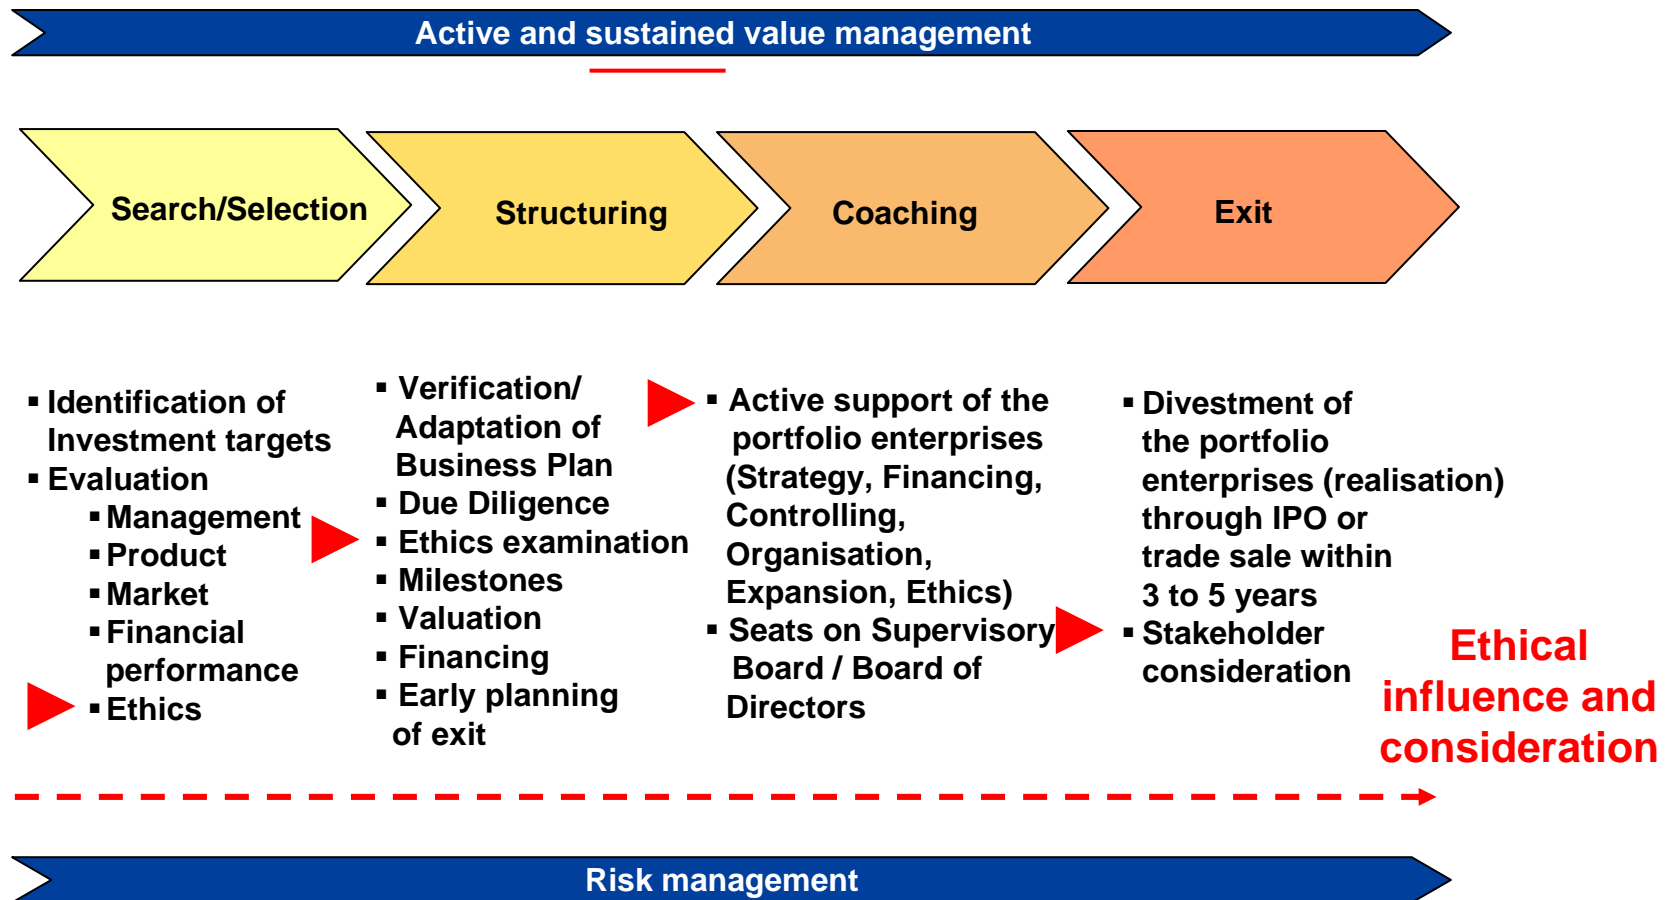 Active and sustained value management
Search/Selection
Structuring
Coaching
Exit
▪ Identification of
Investment targets
▪ Evaluation
▪ Management
▪ Product
▪ Market
▪ Financial
performance
▪ Ethics
▪ Verification/
Adaptation of
Business Plan
▪ Due Diligence
▪ Ethics examination
▪ Milestones
▪ Valuation
▪ Financing
▪ Early planning
of exit
▪ Active support of the
portfolio enterprises
(Strategy, Financing,
Controlling,
Organisation,
Expansion, Ethics)
▪ Seats on Supervisory
Board / Board of
Directors
▪ Divestment of
the portfolio
enterprises (realisation)
through IPO or
trade sale within
3 to 5 years
▪ Stakeholder
consideration
Ethical
influence and
consideration
Risk management